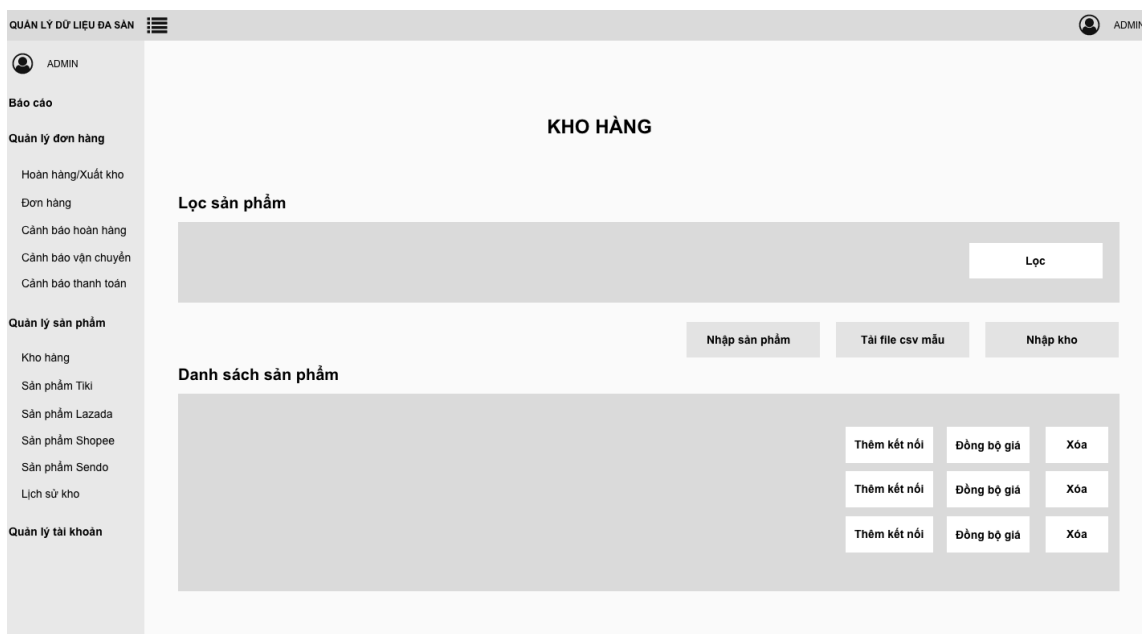 QUẢN LÝ DỮ LIỆU ĐA SÀN
ADMIN
ADMIN
Báo cáo
Quản lý đơn hàng
Hoàn hàng/Xuất kho
Đơn hàng
Cảnh báo hoàn hàng
Cảnh báo vận chuyển
Cảnh báo thanh toán
Quản lý sản phẩm
Kho hàng
Sản phẩm Tiki
Sản phẩm Lazada
Sản phẩm Shopee
Sản phẩm Sendo
Lịch sử kho
Quản lý tài khoản
KHO HÀNG
Lọc sản phẩm
Lọc
Nhập sản phẩm Tải file csv mẫu Nhập kho
Danh sách sản phẩm
Thêm kết nối Đồng bộ giá Xóa
Thêm kết nối Đồng bộ giá Xóa
Thêm kết nối Đồng bộ giá Xóa